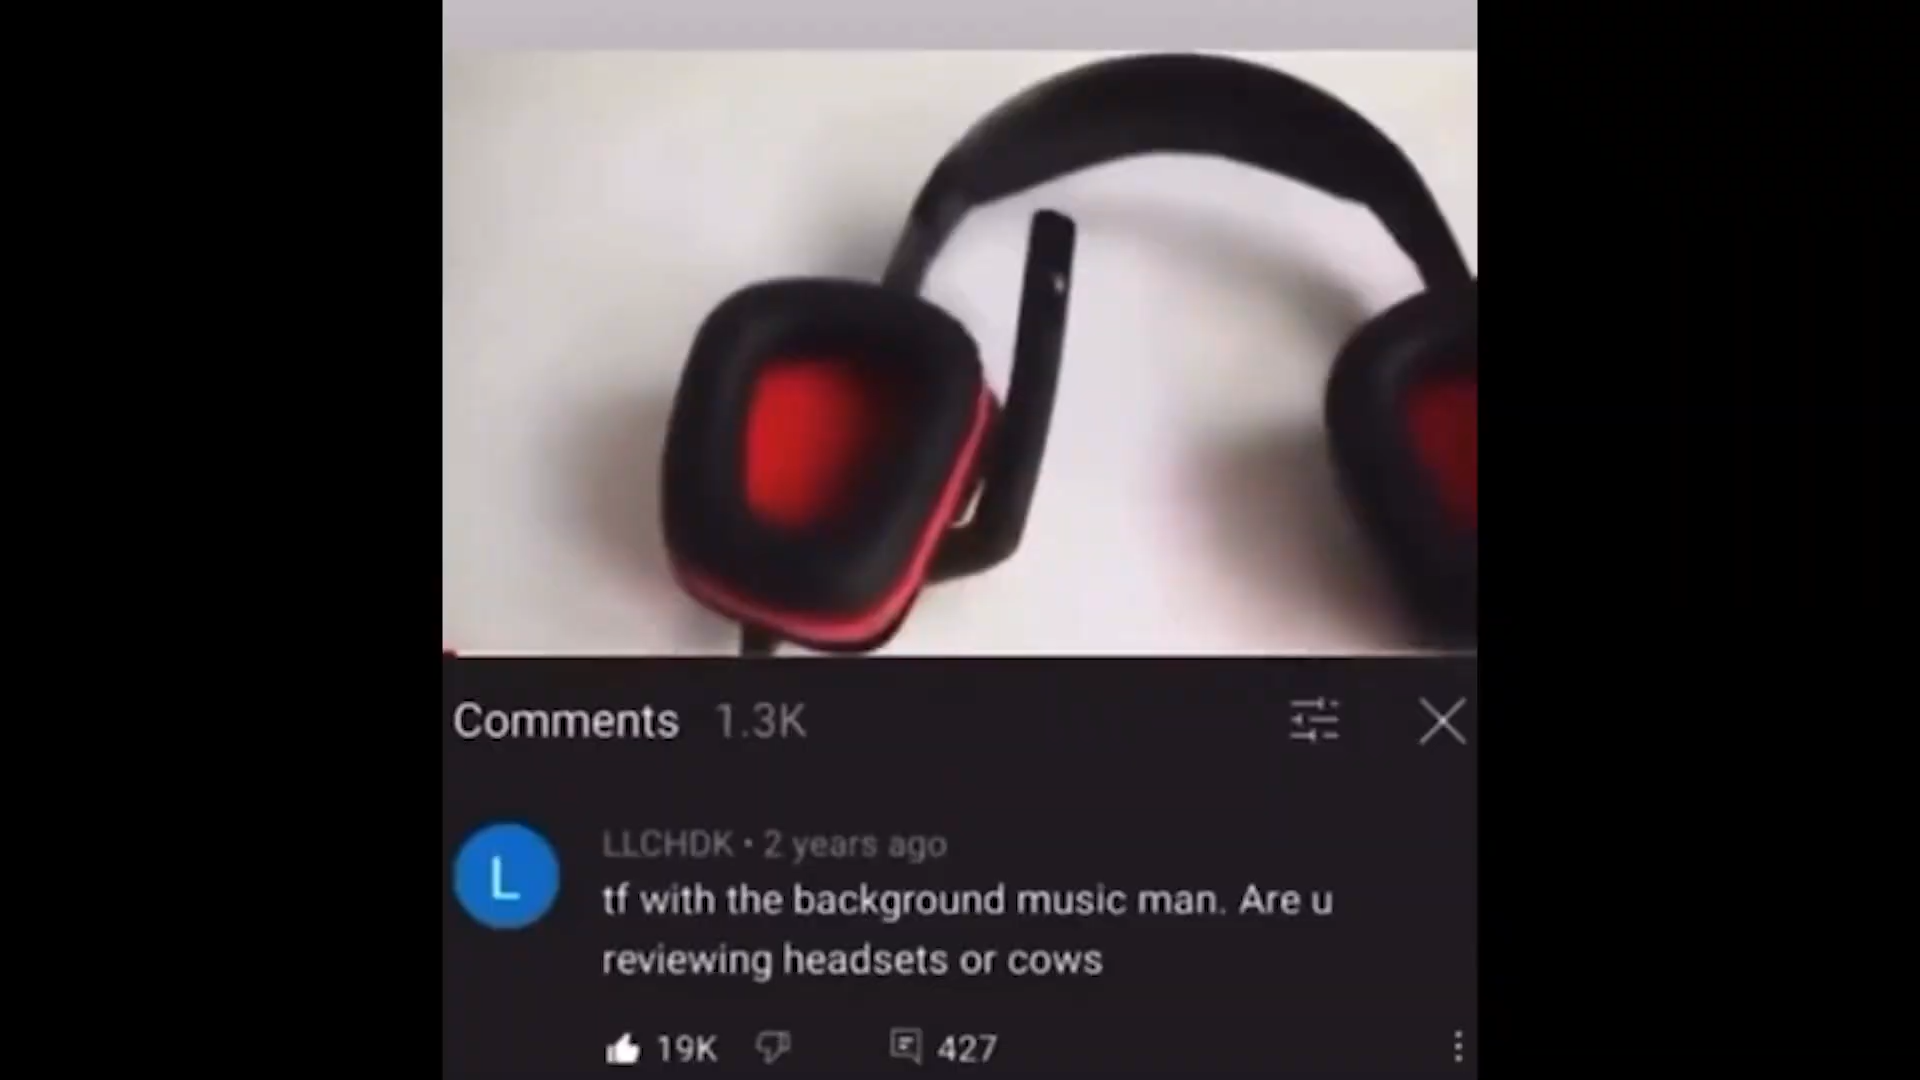 Comments 1.3K
L
LLCHDK • 2 years ago
tf with the background music man. Are u
reviewing headsets or cows
19K 427